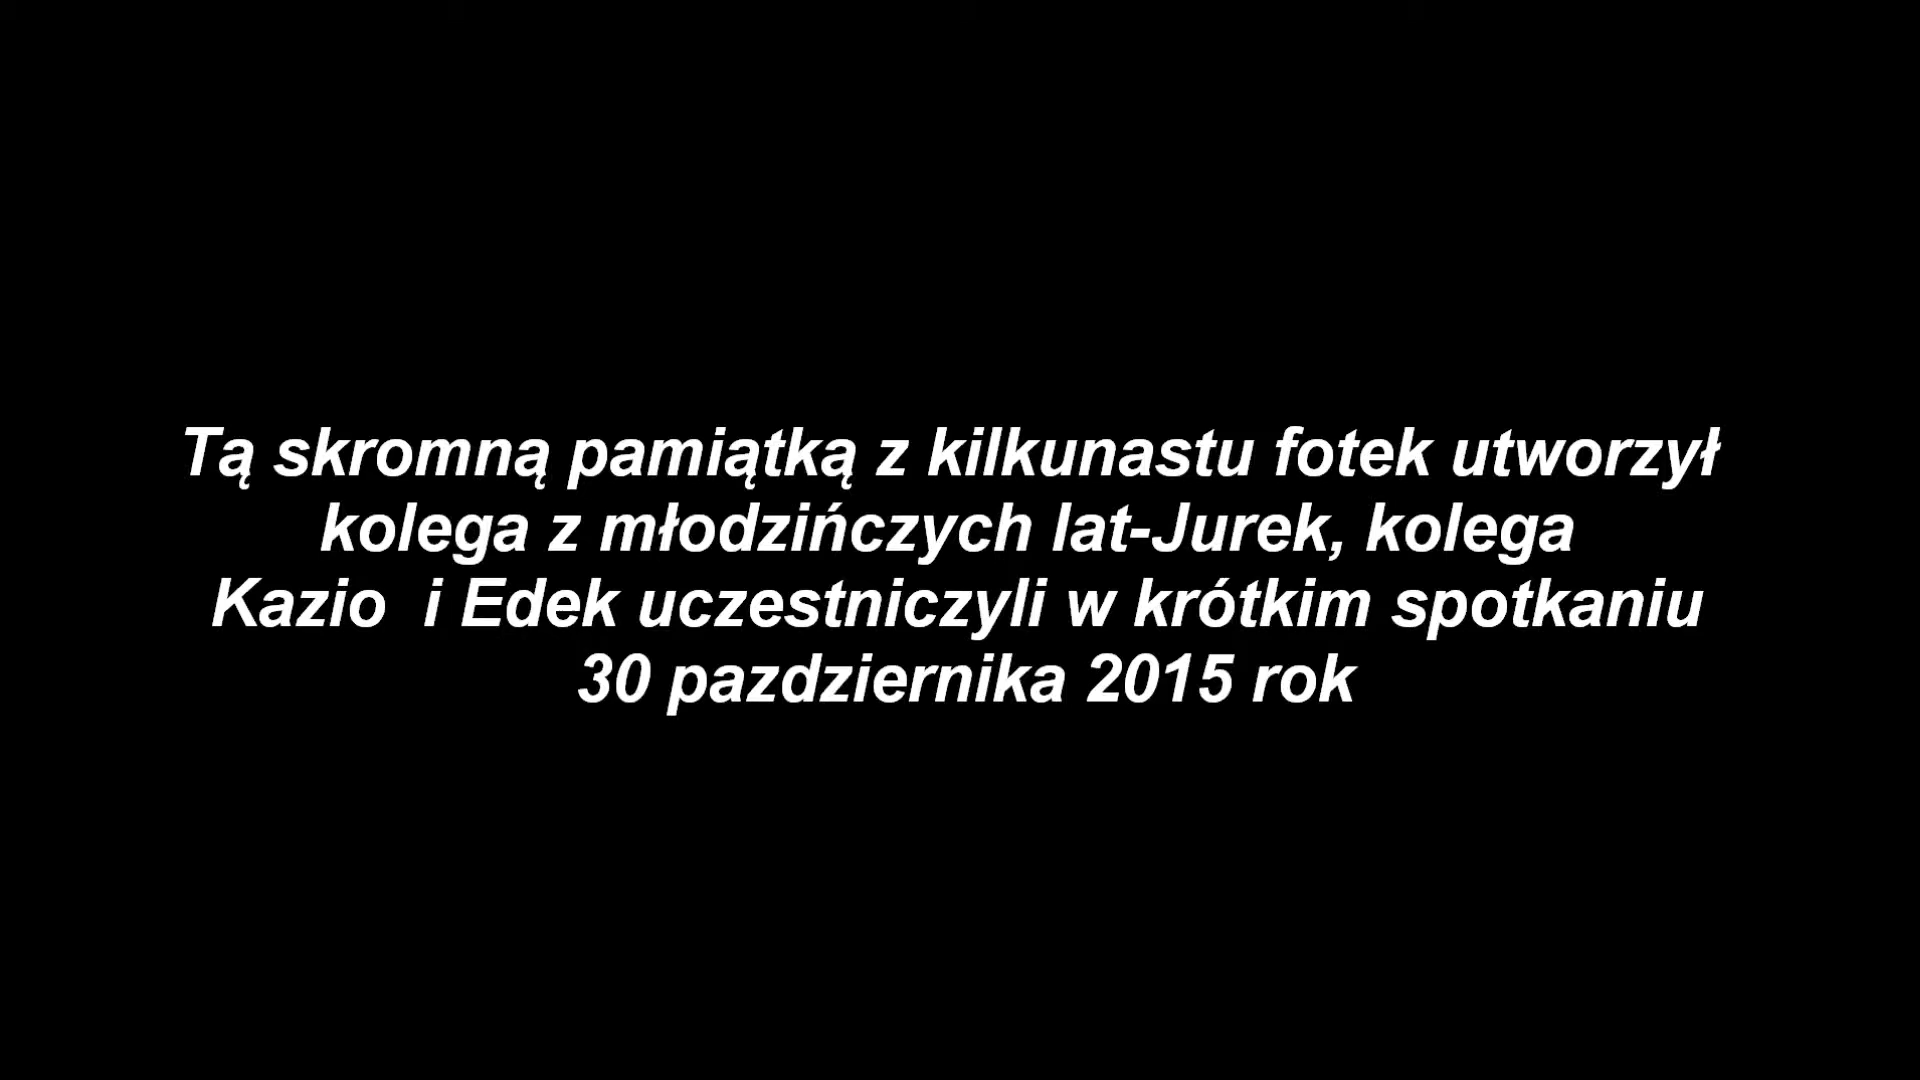 Tą skromną pamiątką z kilkunastu fotek utworzył
kolega z młodzińczych lat-Jurek, kolega
Kazio  i Edek uczestniczyli w krótkim spotkaniu
30 pazdziernika 2015 rok